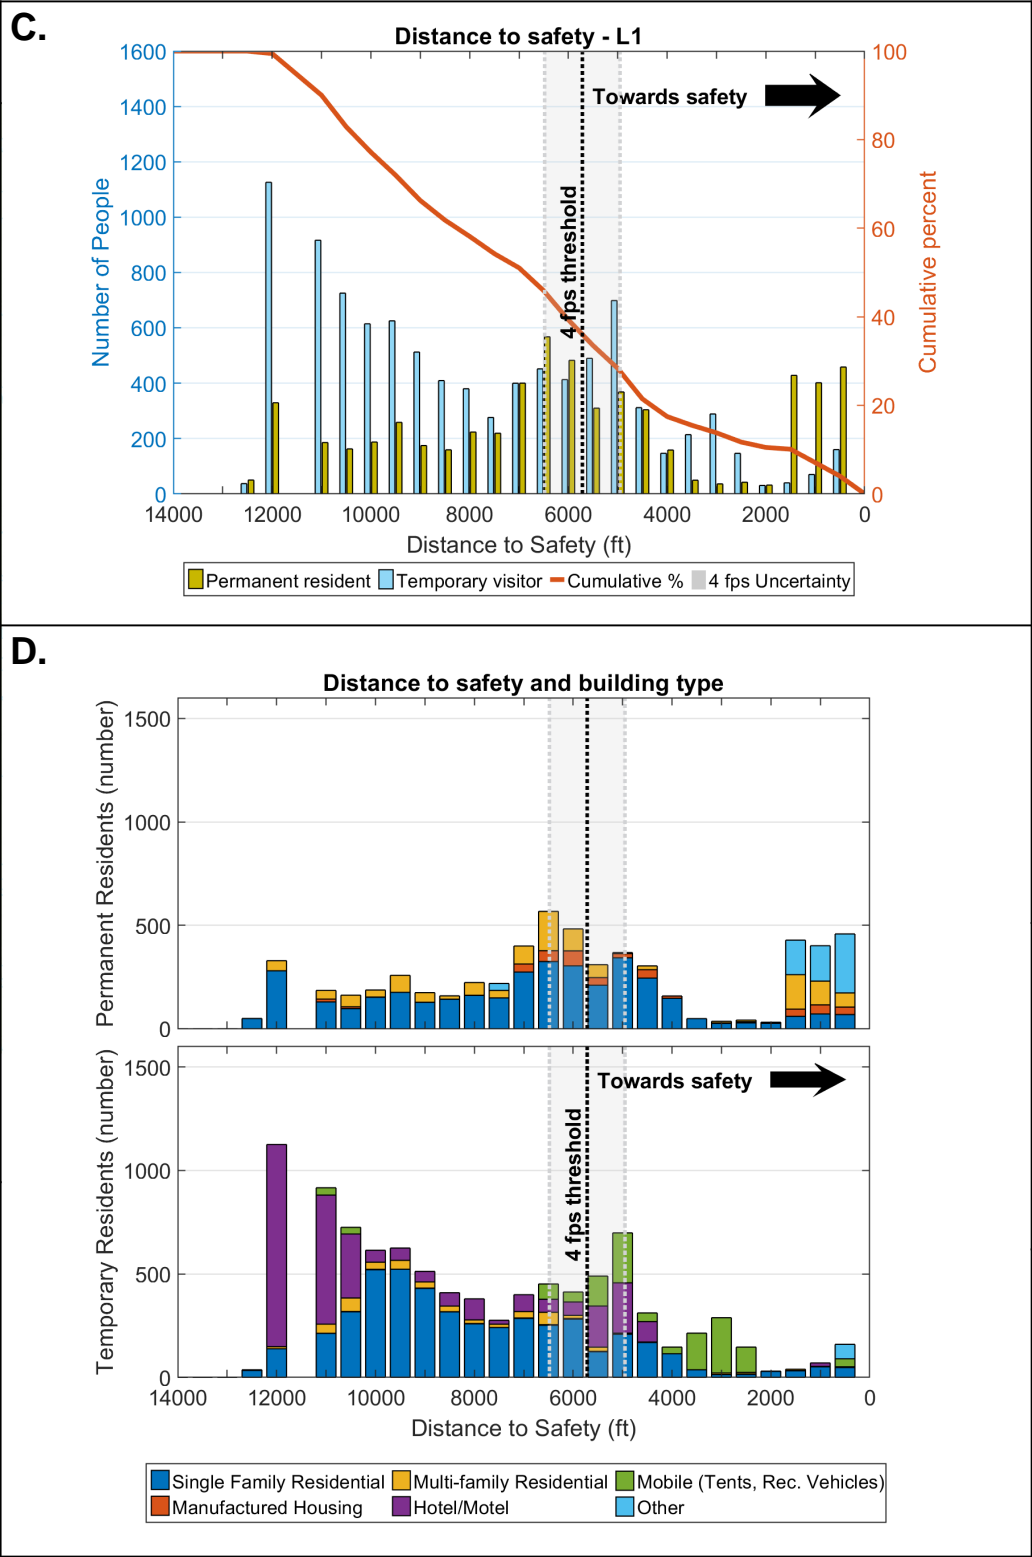 C.
Distance to safety - L1
1600
1400
1200
1000
800
600
400
200
0
Number of People
100
80
60
40
20
0
Cumulative percent
Towards safety
4 fps threshold
14000 12000 10000 8000 6000 4000 2000 0
Distance to Safety (ft)
Permanent resident Temporary visitor Cumulative % 4 fps Uncertainty
D.
Distance to safety and building type
Permanent Residents (number)
1500
1000
500
0
Temporary Residents (number)
1500
1000
500
0
Towards safety
4 fps threshold
14000 12000 10000 8000 6000 4000 2000 0
Distance to Safety (ft)
Single Family Residential Multi-family Residential Mobile (Tents, Rec. Vehicles)
Manufactured Housing Hotel/Motel Other